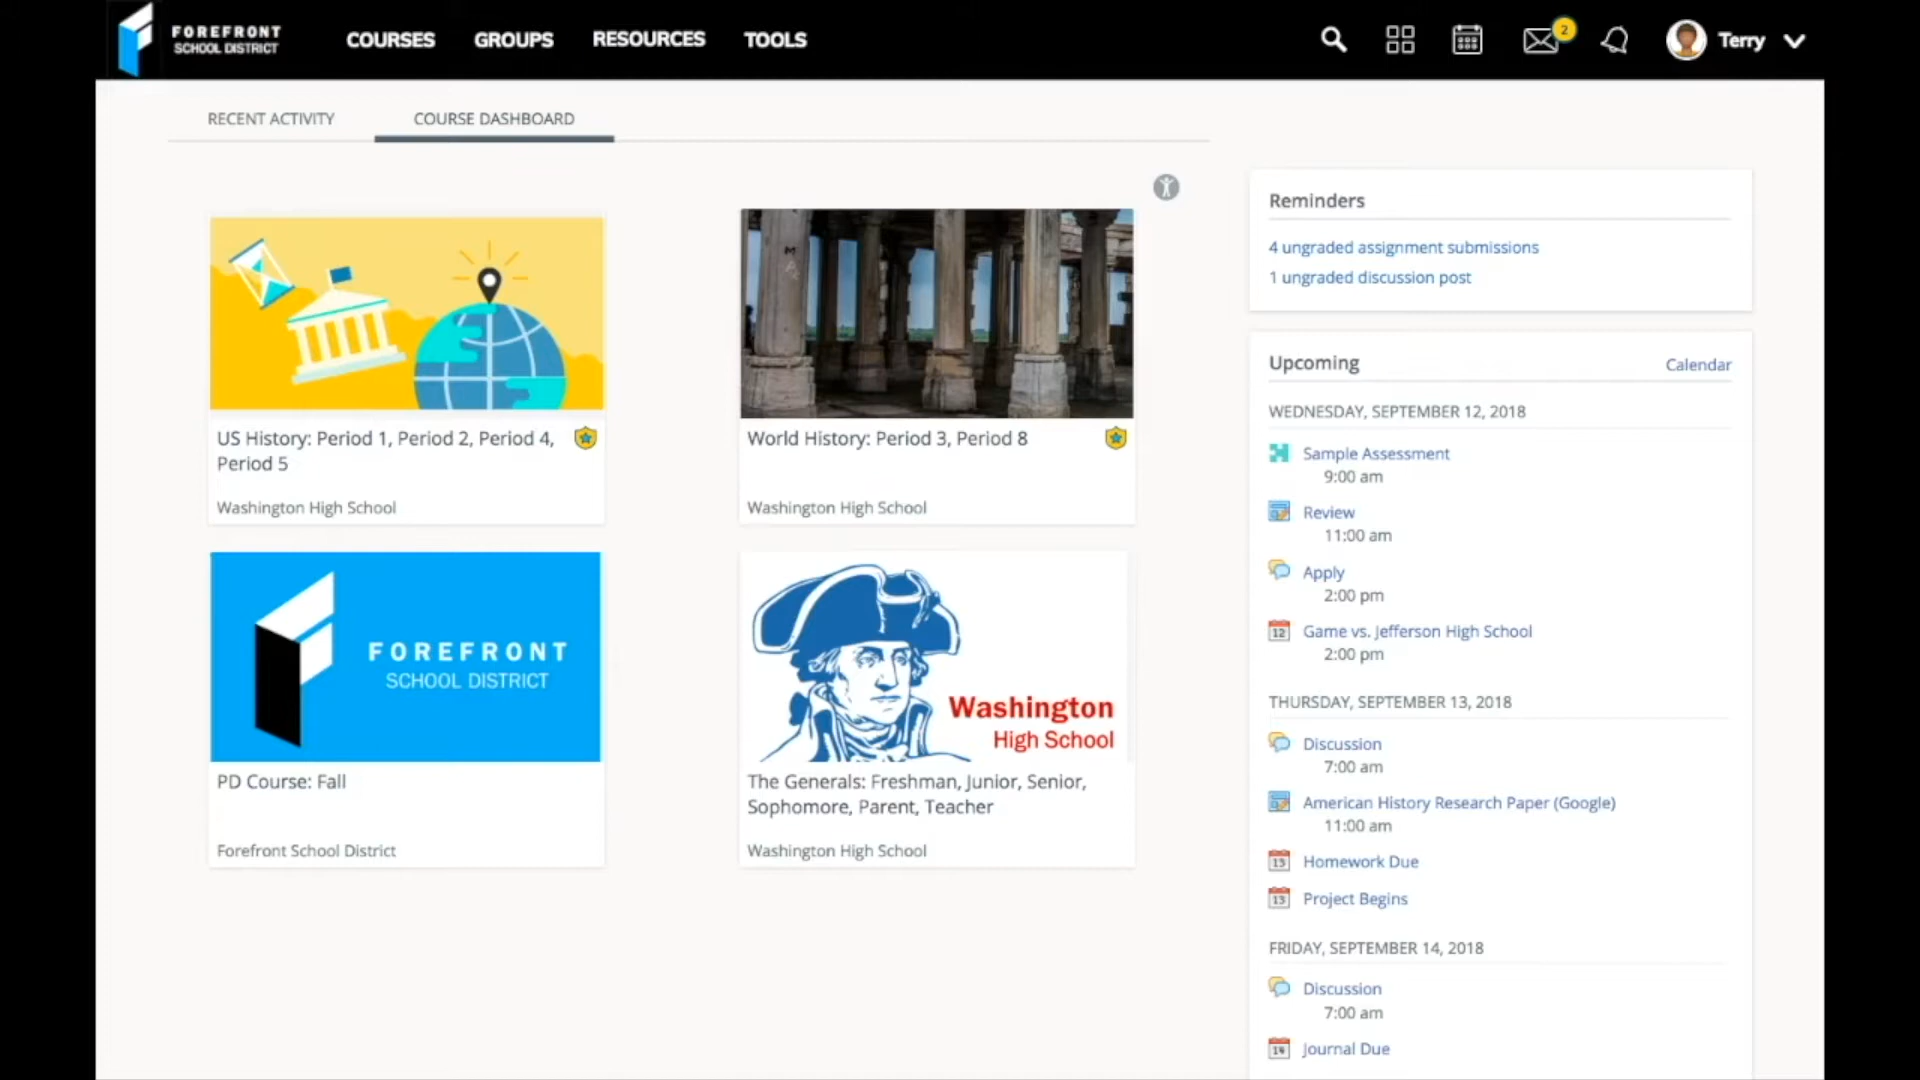 FOREFRONT
SCHOOL DISTRICT
COURSES
GROUPS
RESOURCES
TOOLS
2
Terry
RECENT ACTIVITY
COURSE DASHBOARD
US History: Period 1, Period 2, Period 4,
Period 5
Washington High School
World History: Period 3, Period 8
Washington High School
FOREFRONT
SCHOOL DISTRICT
PD Course: Fall
Forefront School District
Washington
High School
The Generals: Freshman, Junior, Senior,
Sophomore, Parent, Teacher
Washington High School
Reminders
4 ungraded assignment submissions
1 ungraded discussion post
Upcoming
Calendar
WEDNESDAY, SEPTEMBER 12, 2018
Sample Assessment
9:00 am
Review
11:00 am
Apply
2:00 pm
12
Game vs. Jefferson High School
2:00 pm
THURSDAY, SEPTEMBER 13, 2018
Discussion
7:00 am
American History Research Paper (Google)
11:00 am
13
Homework Due
13
Project Begins
FRIDAY, SEPTEMBER 14, 2018
Discussion
7:00 am
14
Journal Due